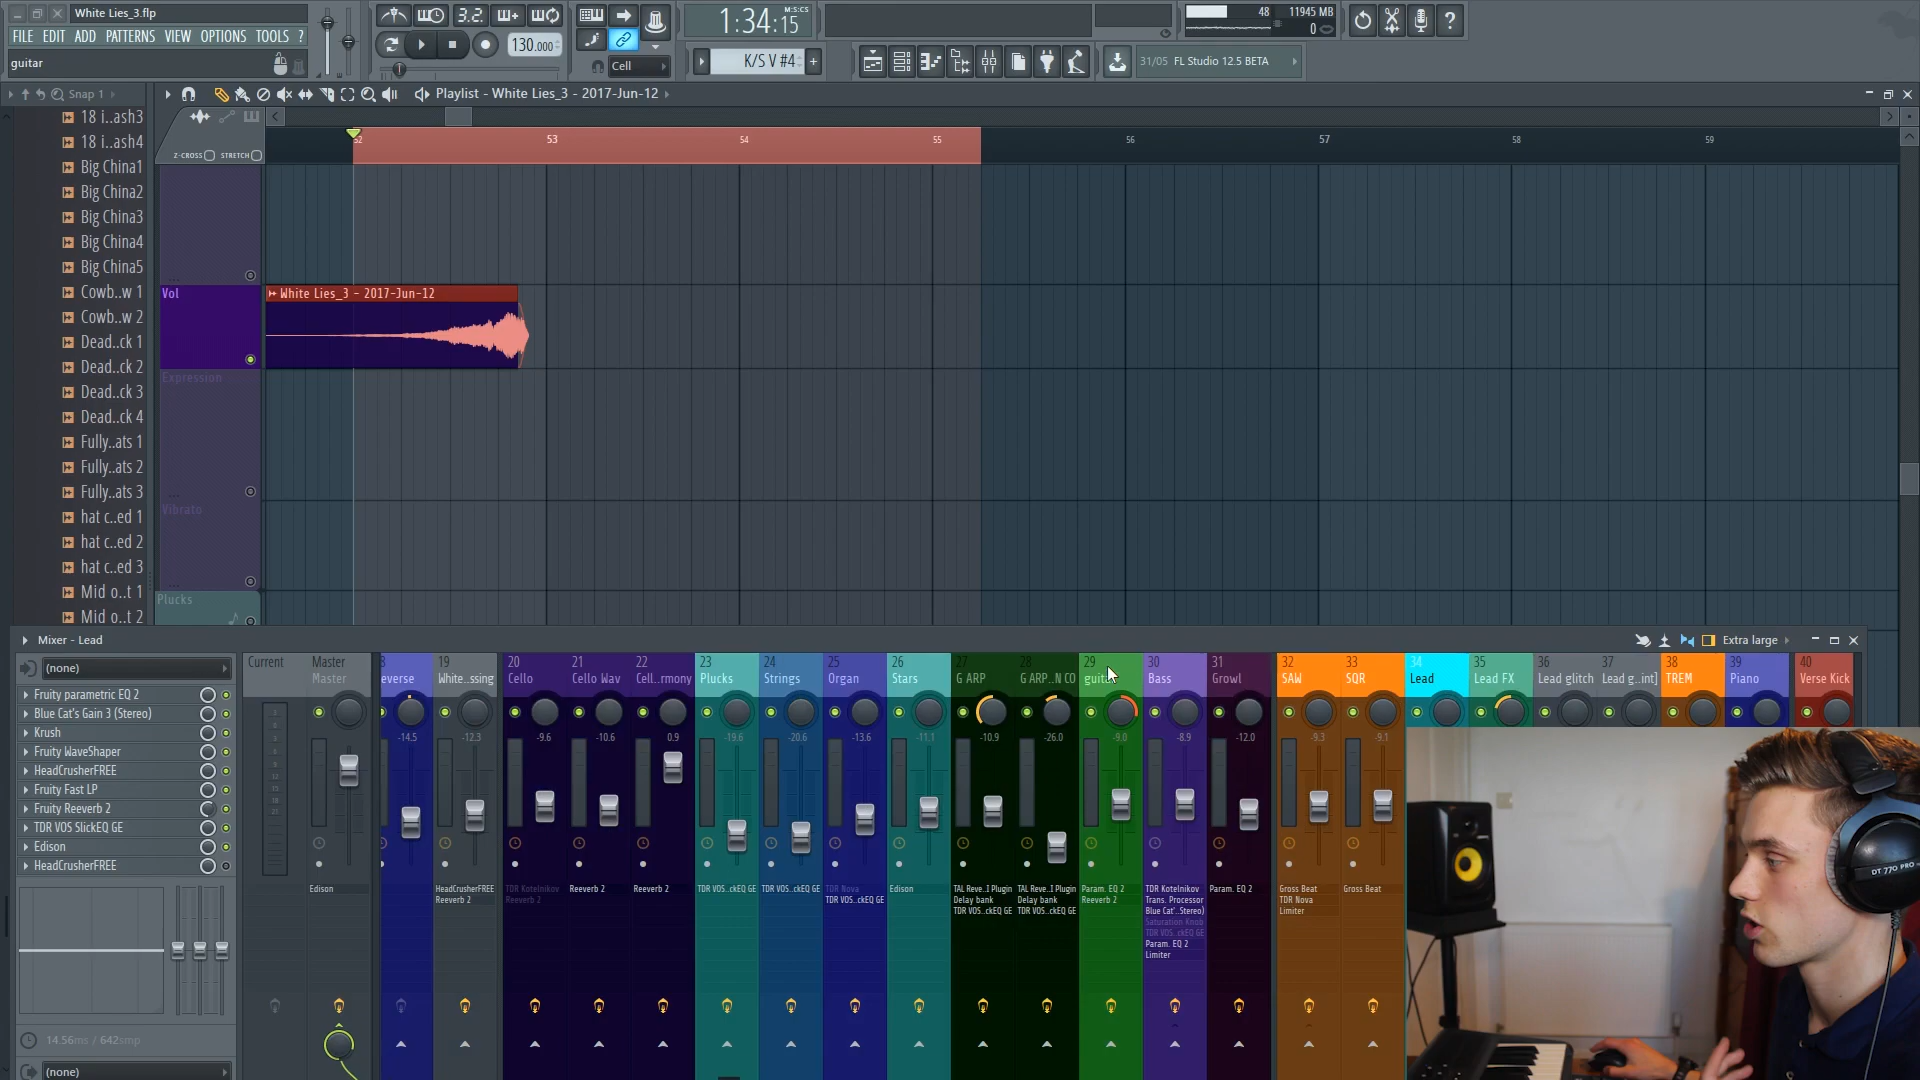 White Lies_3.flp
FILE EDIT ADD PATTERNS VIEW OPTIONS TOOLS ?
guitar
3.2.
130.000
Cell
M:S:CS
1:34:15
K/S V #4
48
11945 MB
0
31/05 FL Studio 12.5 BETA
Snap 1
Playlist - White Lies_3 - 2017-Jun-12
Z-CROSS STRETCH
52 53 54 55 56 57 58 59
18 i..ash3
18 i..ash4
Big China1
Big China2
Big China3
Big China4
Big China5
Cowb..w 1
Cowb..w 2
Dead..ck 1
Dead..ck 2
Dead..ck 3
Dead..ck 4
Fully..ats 1
Fully..ats 2
Fully..ats 3
hat c..ed 1
hat c..ed 2
hat c..ed 3
Mid o..t 1
Mid o..t 2
Vol
White Lies_3 - 2017-Jun-12
Expression
Vibrato
Plucks
Mixer - Lead
Extra large
(none)
Fruity parametric EQ 2
Blue Cat's Gain 3 (Stereo)
Krush
Fruity WaveShaper
HeadCrusherFREE
Fruity Fast LP
Fruity Reeverb 2
TDR VOS SlickEQ GE
Edison
HeadCrusherFREE
14.56ms / 642smp
(none)
Current Master 19 20 21 22 23 24 25 26 27 28 29 30 31 32 33 34 35 36 37 38 39 40
Master everse White..ssing Cello Cello Wav Cell..rmony Plucks Strings Organ Stars G ARP G ARP..N CO guitar Bass Growl SAW SQR Lead Lead FX Lead glitch Lead g..int] TREM Piano Verse Kick
-14.5 -12.3 -9.6 -10.6 0.9 -19.6 -20.6 -13.6 -11.1 -10.9 -26.0 -9.0 -8.9 -12.0 -9.3 -9.1
Edison HeadCrusherFREE TDR Kotelnikov Reeverb 2 Reeverb 2 TDR VOS..ckEQ GE TDR VOS..ckEQ GE TDR Nova Edison TAL Reve..I Plugin TAL Reve..I Plugin Param. EQ 2 TDR Kotelnikov Param. EQ 2 Gross Beat Gross Beat
Reeverb 2 Reeverb 2 TDR VOS..ckEQ GE Delay bank Delay bank Reeverb 2 Trans. Processor TDR Nova
TDR VOS..ckEQ GE TDR VOS..ckEQ GE Blue Cat'..Stereo) Limiter
Saturation Knob
TDR VOS..ckEQ GE
Param. EQ 2
Limiter
DT 770 PRO